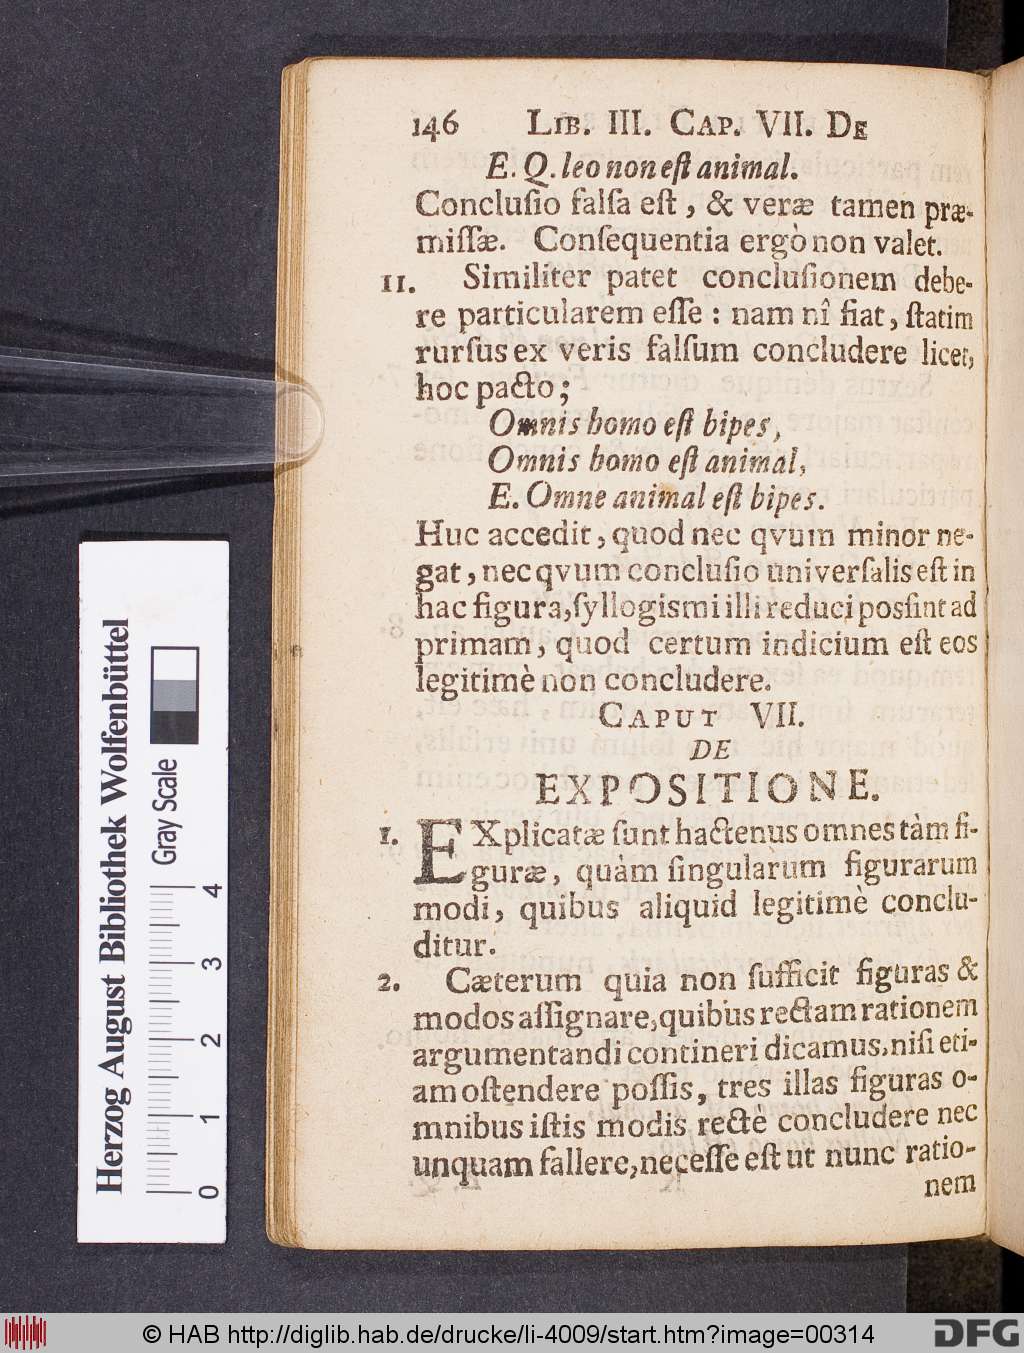 146 LIB. III. CAP. VII. DE
E. Q. leo non eſt animal.
Concluſio falſa eſt, & veræ tamen præ-
miſſæ. Conſequentia ergò non valet.
11. Similiter patet concluſionem debe-
re particularem eſſe: nam nî fiat, ſtatim
rurſus ex veris falſum concludere licet,
hoc pacto;
Omnis homo eſt bipes,
Omnis homo eſt animal,
E. Omne animal eſt bipes.
Huc accedit, quod nec qvum minor ne-
gat, nec qvum concluſio univerſalis eſt in
hac figura, ſyllogismi illi reduci posſint ad
primam, quod certum indicium eſt eos
legitimè non concludere.
CAPUT VII.
DE
EXPOSITIONE.
1. EXplicatæ ſunt hactenus omnes tàm fi-
guræ, quàm ſingularum figurarum
modi, quibus aliquid legitimè conclu-
ditur.
2. Cæterum quia non ſufficit figuras &
modos aſſignare, quibus rectam rationem
argumentandi contineri dicamus, niſi eti-
am oſtendere poſſis, tres illas figuras o-
mnibus iſtis modis rectè concludere nec
unquam fallere, neceſſe eſt ut nunc ratio-
nem
Herzog August Bibliothek Wolfenbüttel
Gray Scale
0 1 2 3 4
© HAB http://diglib.hab.de/drucke/li-4009/start.htm?image=00314
DFG